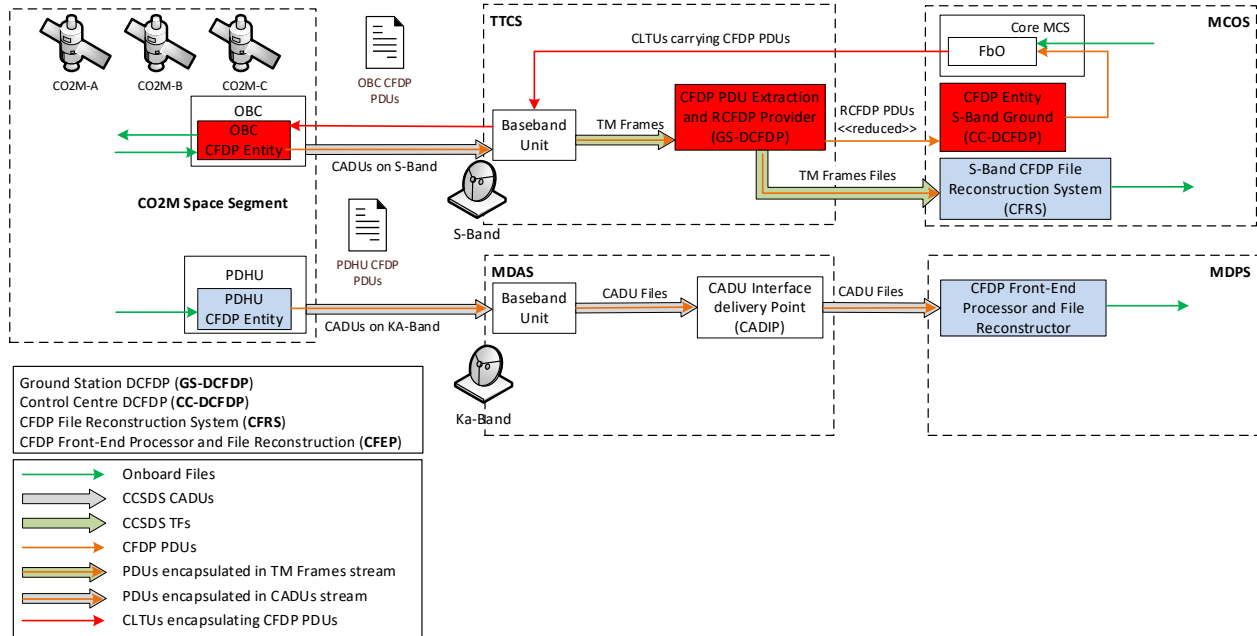 TTCS
MCOS
Core MCS
FbO
CLTUs carrying CFDP PDUs
CO2M-A
CO2M-B
CO2M-C
OBC CFDP
PDUs
OBC
OBC
CFDP Entity
CADUs on S-Band
Baseband
Unit
TM Frames
CFDP PDU Extraction
and RCFDP Provider
(GS-DCFDP)
RCFDP PDUs
<<reduced>>
CFDP Entity
S-Band Ground
(CC-DCFDP)
TM Frames Files
S-Band CFDP File
Reconstruction System
(CFRS)
CO2M Space Segment
S-Band
PDHU CFDP
PDUs
MDAS
MDPS
PDHU
PDHU
CFDP Entity
CADUs on KA-Band
Baseband
Unit
CADU Files
CADU Interface
delivery Point
(CADIP)
CADU Files
CFDP Front-End
Processor and File
Reconstructor
Ka-Band
Ground Station DCFDP (GS-DCFDP)
Control Centre DCFDP (CC-DCFDP)
CFDP File Reconstruction System (CFRS)
CFDP Front-End Processor and File Reconstruction (CFEP)
Onboard Files
CCSDS CADUs
CCSDS TFs
CFDP PDUs
PDUs encapsulated in TM Frames stream
PDUs encapsulated in CADUs stream
CLTUs encapsulating CFDP PDUs